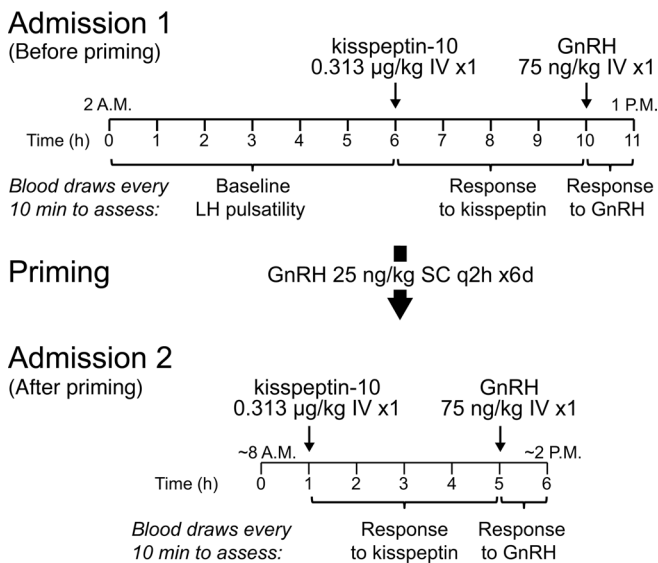 Admission 1
(Before priming)
kisspeptin-10
0.313 µg/kg IV x1
GnRH
75 ng/kg IV x1
2 A.M.
1 P.M.
Time (h)
0 1 2 3 4 5 6 7 8 9 10 11
Blood draws every
10 min to assess:
Baseline
LH pulsatility
Response
to kisspeptin
Response
to GnRH
Priming
GnRH 25 ng/kg SC q2h x6d
Admission 2
(After priming)
kisspeptin-10
0.313 µg/kg IV x1
GnRH
75 ng/kg IV x1
~8 A.M.
~2 P.M.
Time (h)
0 1 2 3 4 5 6
Blood draws every
10 min to assess:
Response
to kisspeptin
Response
to GnRH